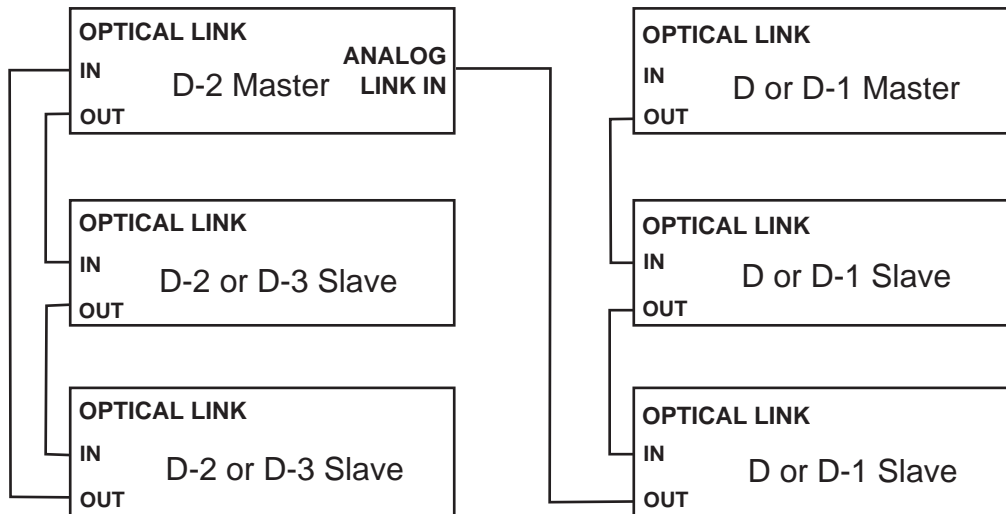 OPTICAL LINK
IN
D-2 Master
ANALOG
LINK IN
OUT
OPTICAL LINK
IN
D-2 or D-3 Slave
OUT
OPTICAL LINK
IN
D-2 or D-3 Slave
OUT
OPTICAL LINK
IN
D or D-1 Master
OUT
OPTICAL LINK
IN
D or D-1 Slave
OUT
OPTICAL LINK
IN
D or D-1 Slave
OUT